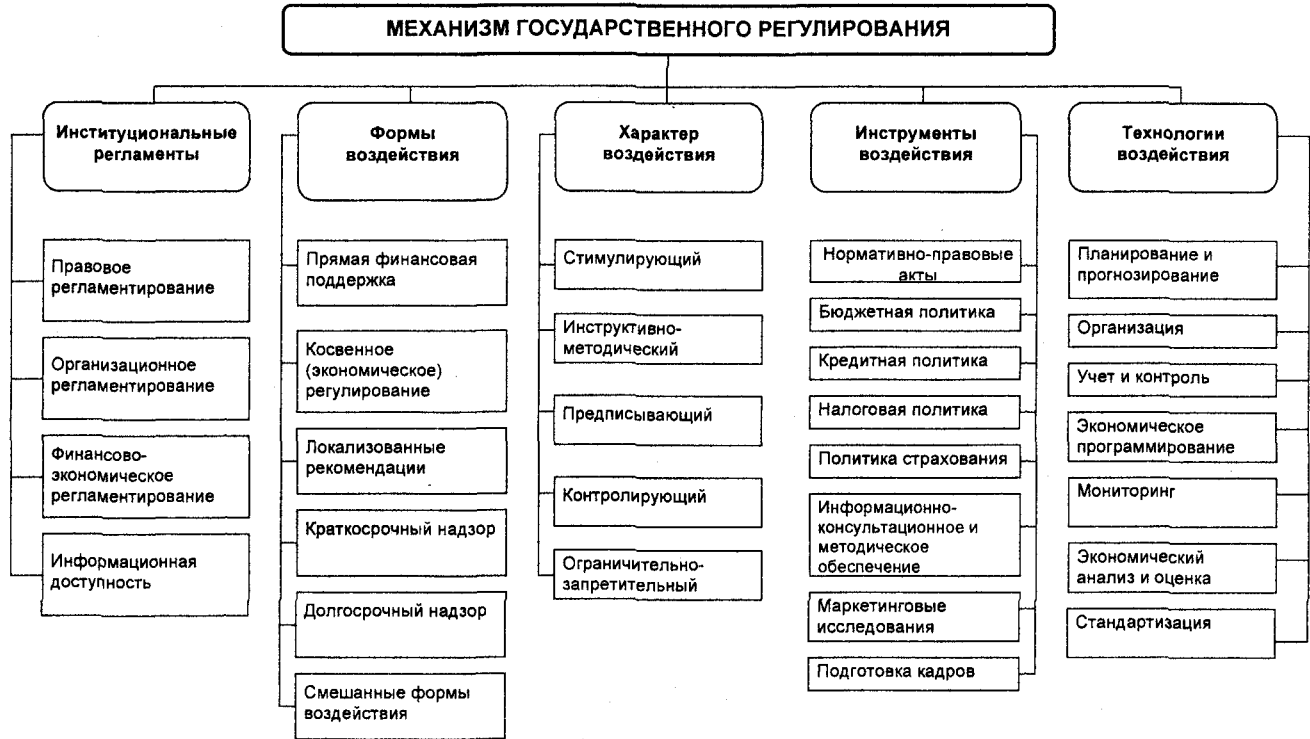 МЕХАНИЗМ ГОСУДАРСТВЕННОГО РЕГУЛИРОВАНИЯ
Институциональные
регламенты
Правовое
регламентирование
Организационное
регламентирование
Финансово-
экономическое
регламентирование
Информационная
доступность
Формы
воздействия
Прямая финансовая
поддержка
Косвенное
(экономическое)
регулирование
Локализованные
рекомендации
Краткосрочный надзор
Долгосрочный надзор
Смешанные формы
воздействия
Характер
воздействия
Стимулирующий
Инструктивно-
методический
Предписывающий
Контролирующий
Ограничительно-
запретительный
Инструменты
воздействия
Нормативно-правовые
акты
Бюджетная политика
Кредитная политика
Налоговая политика
Политика страхования
Информационно-
консультационное и
методическое
обеспечение
Маркетинговые
исследования
Подготовка кадров
Технологии
воздействия
Планирование и
прогнозирование
Организация
Учет и контроль
Экономическое
программирование
Мониторинг
Экономический
анализ и оценка
Стандартизация